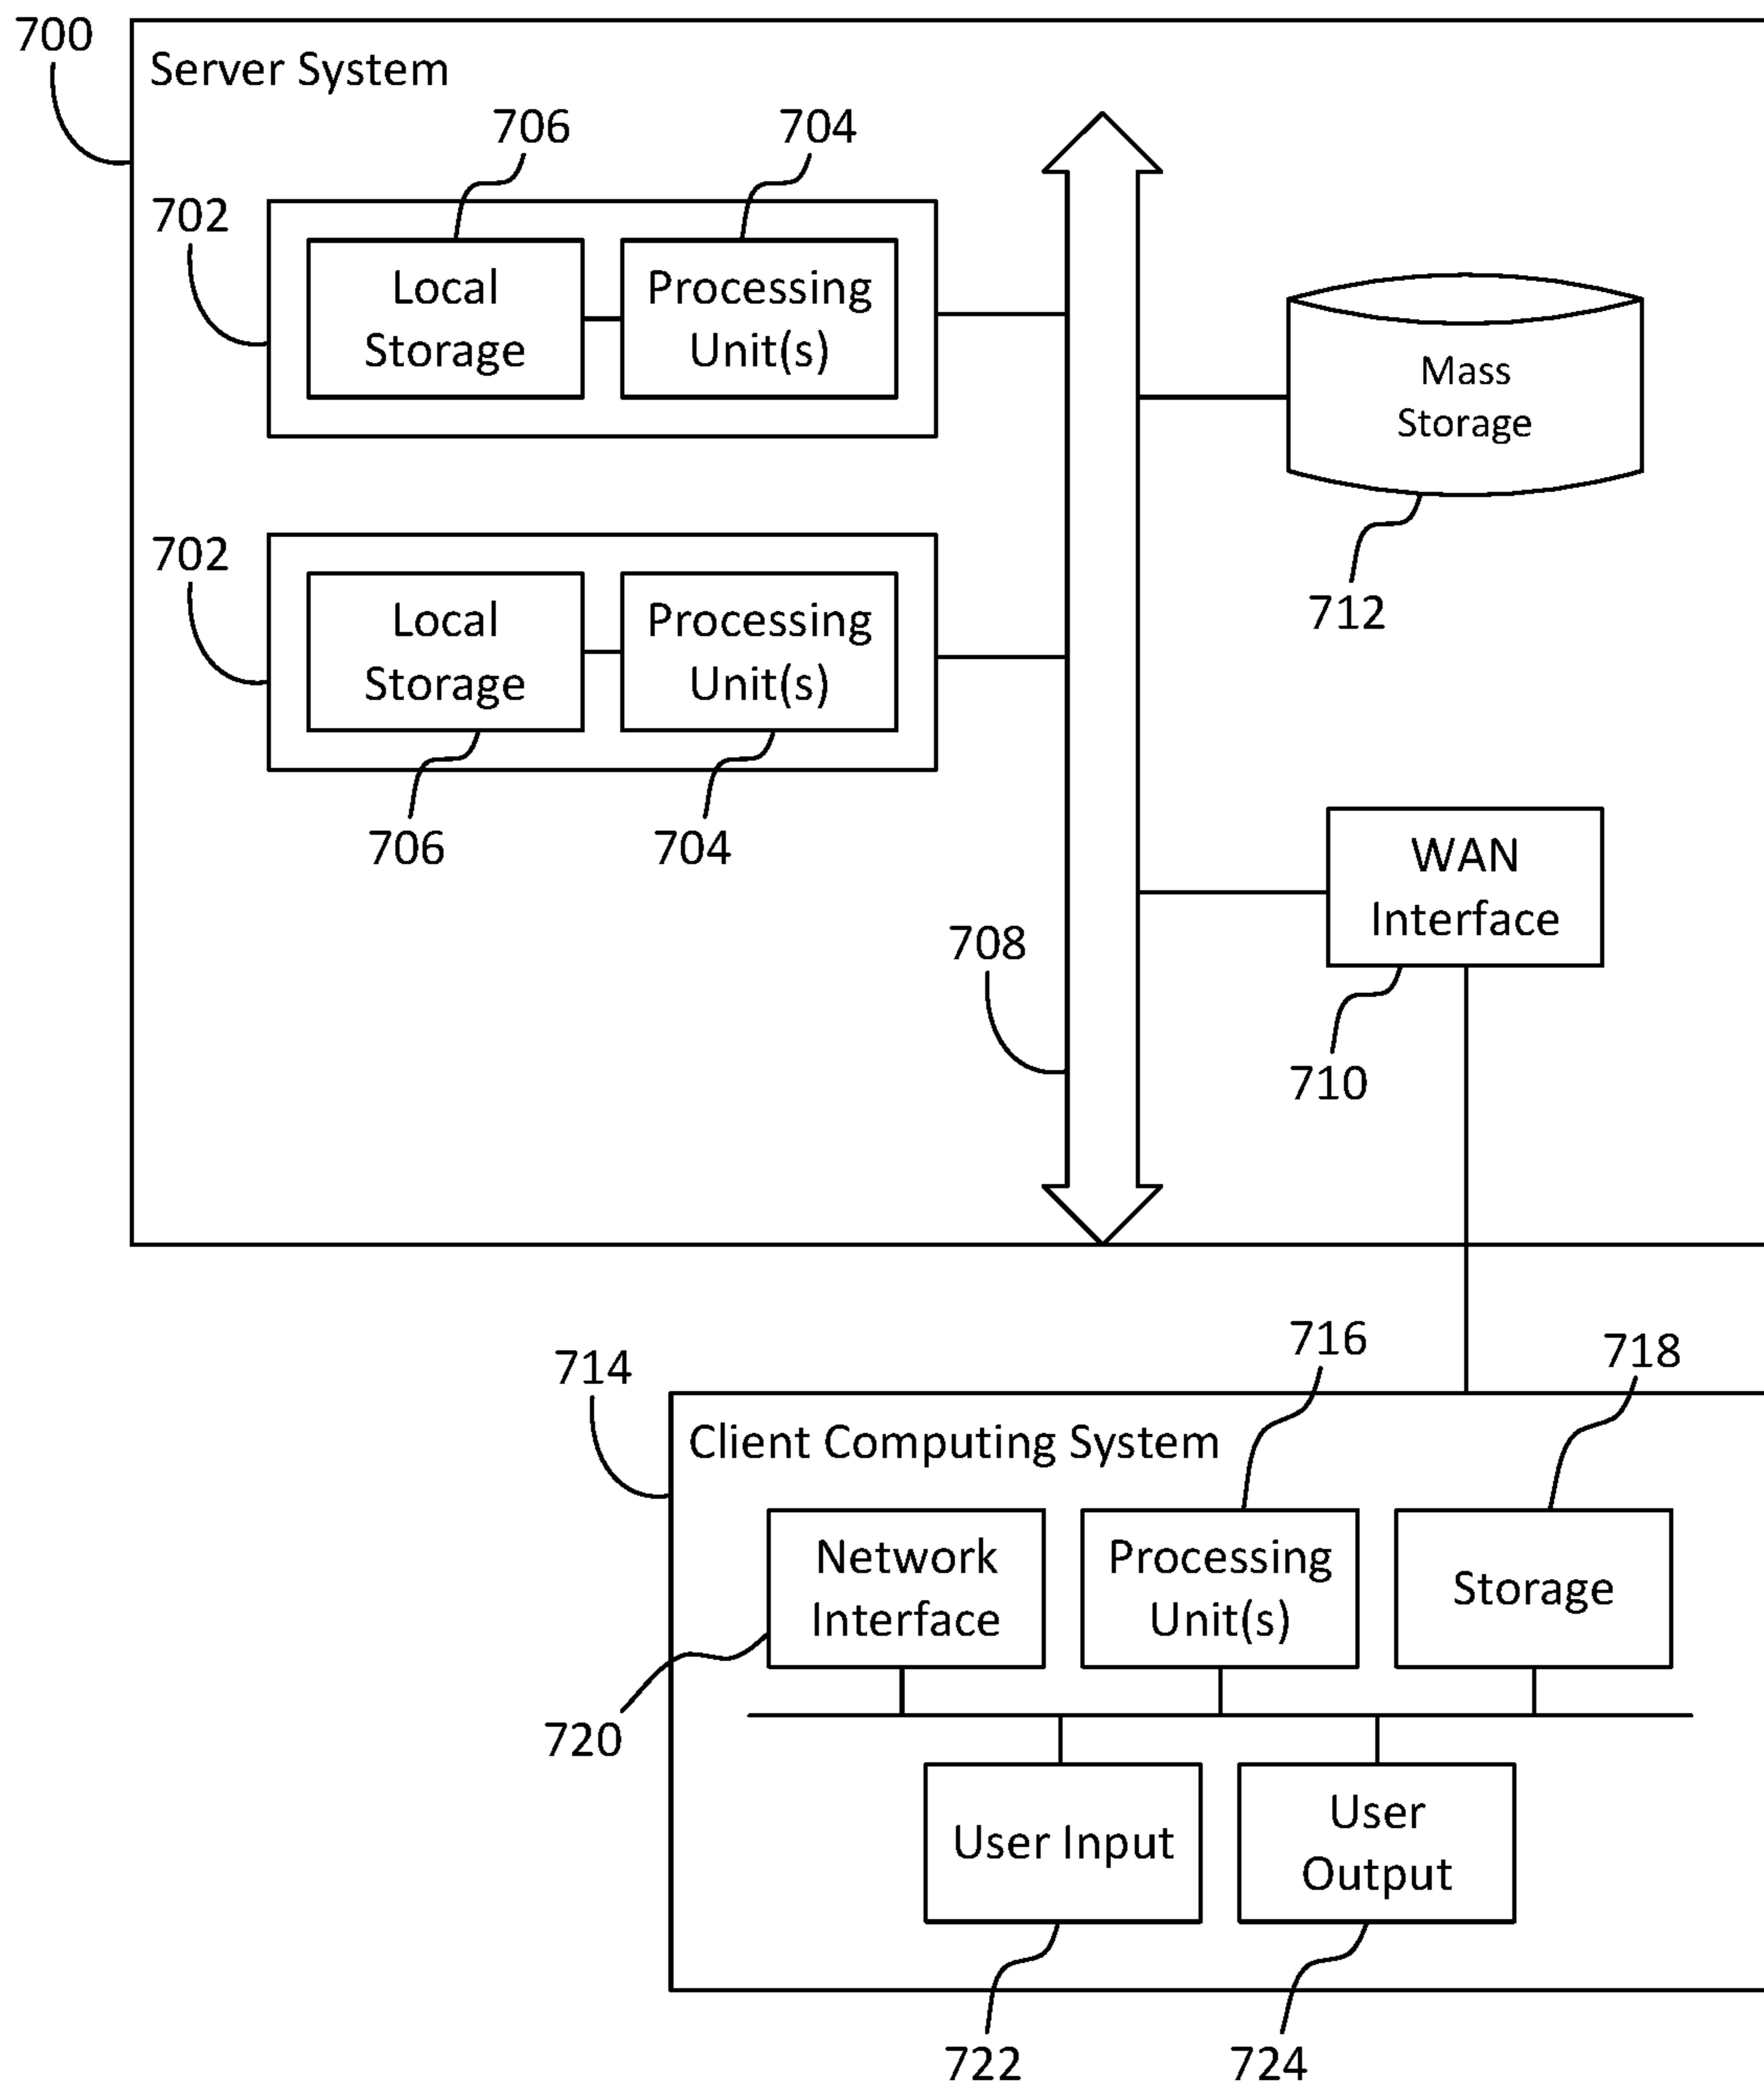 700
Server System
706
704
702
Local
Storage
Processing
Unit(s)
Mass
Storage
712
702
Local
Storage
Processing
Unit(s)
706
704
WAN
Interface
708
710
716
718
714
Client Computing System
Network
Interface
Processing
Unit(s)
Storage
720
User Input
User
Output
722
724